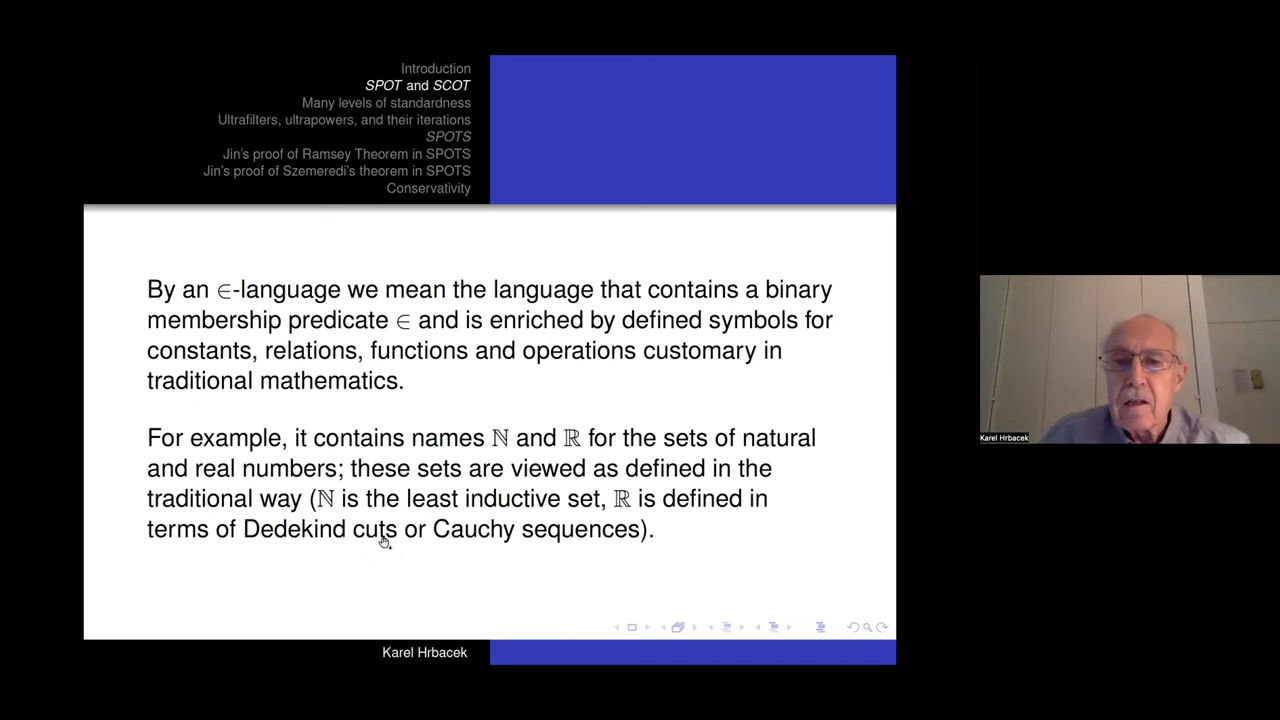 Introduction
SPOT and SCOT
Many levels of standardness
Ultrafilters, ultrapowers, and their iterations
SPOTS
Jin's proof of Ramsey Theorem in SPOTS
Jin's proof of Szemeredi's theorem in SPOTS
Conservativity
By an ∈-language we mean the language that contains a binary
membership predicate ∈ and is enriched by defined symbols for
constants, relations, functions and operations customary in
traditional mathematics.
For example, it contains names ℕ and ℝ for the sets of natural
and real numbers; these sets are viewed as defined in the
traditional way (ℕ is the least inductive set, ℝ is defined in
terms of Dedekind cuts or Cauchy sequences).
Karel Hrbacek
Karel Hrbacek